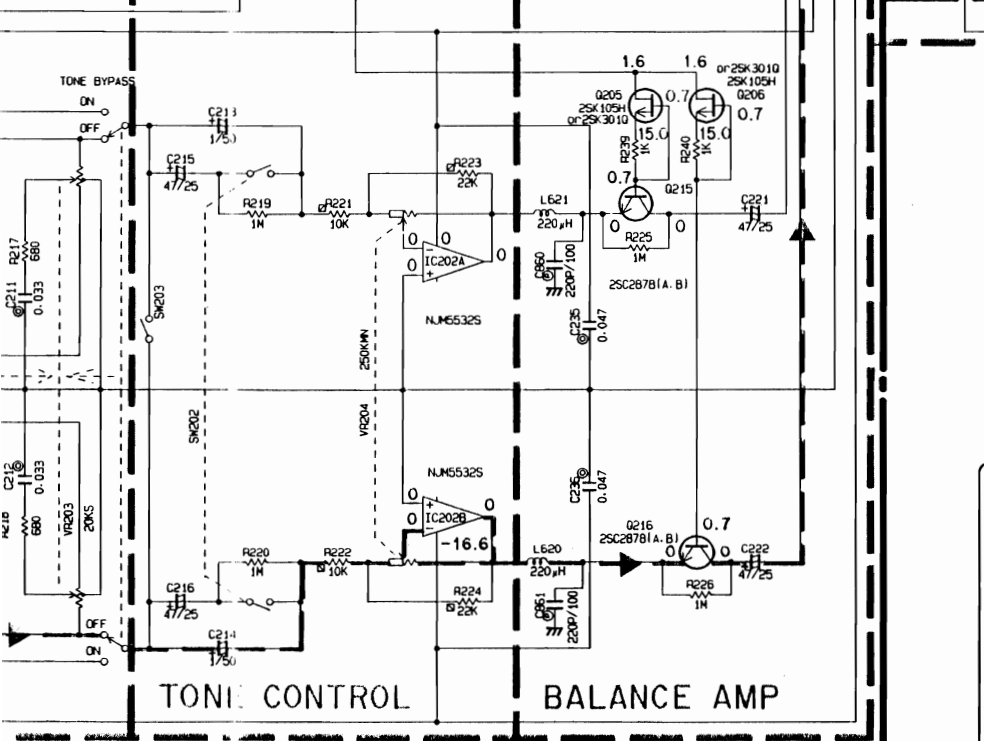 TONE BYPASS
ON
OFF
C213
1/50
C215
47/25
R219
1M
R221
10K
R223
22K
0
0
0
0
IC202A
NJM5532S
R217
680
C211
0.033
SW203
SW202
250KMN
VR204
1.6
1.6
or2SK301Q
2SK105H
Q205
2SK105H
or2SK301Q
0.7
Q206
0.7
15.0
15.0
R239
1K
R240
1K
0.7
Q215
L621
220μH
0
0
R225
1M
C221
47/25
C860
220P/100
2SC2878(A.B)
C235
0.047
C212
0.033
680
VR203
20KS
NJM5532S
0
0
0
IC202B
-16.6
R220
1M
R222
10K
C216
47/25
R224
22K
C214
1/50
OFF
ON
C236
0.047
Q216
2SC2878(A.B)
0.7
0
0
L620
220μH
C861
220P/100
R226
1M
C222
47/25
CONTROL
BALANCE AMP